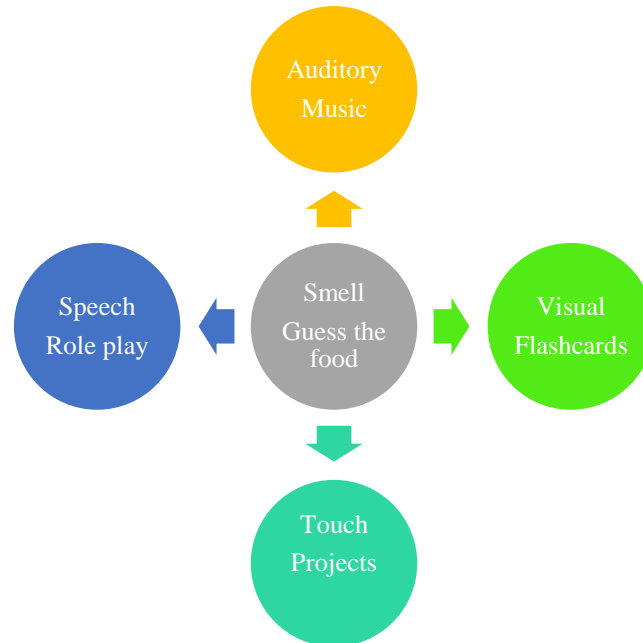 Auditory
Music
Speech
Role play
Smell
Guess the
food
Visual
Flashcards
Touch
Projects